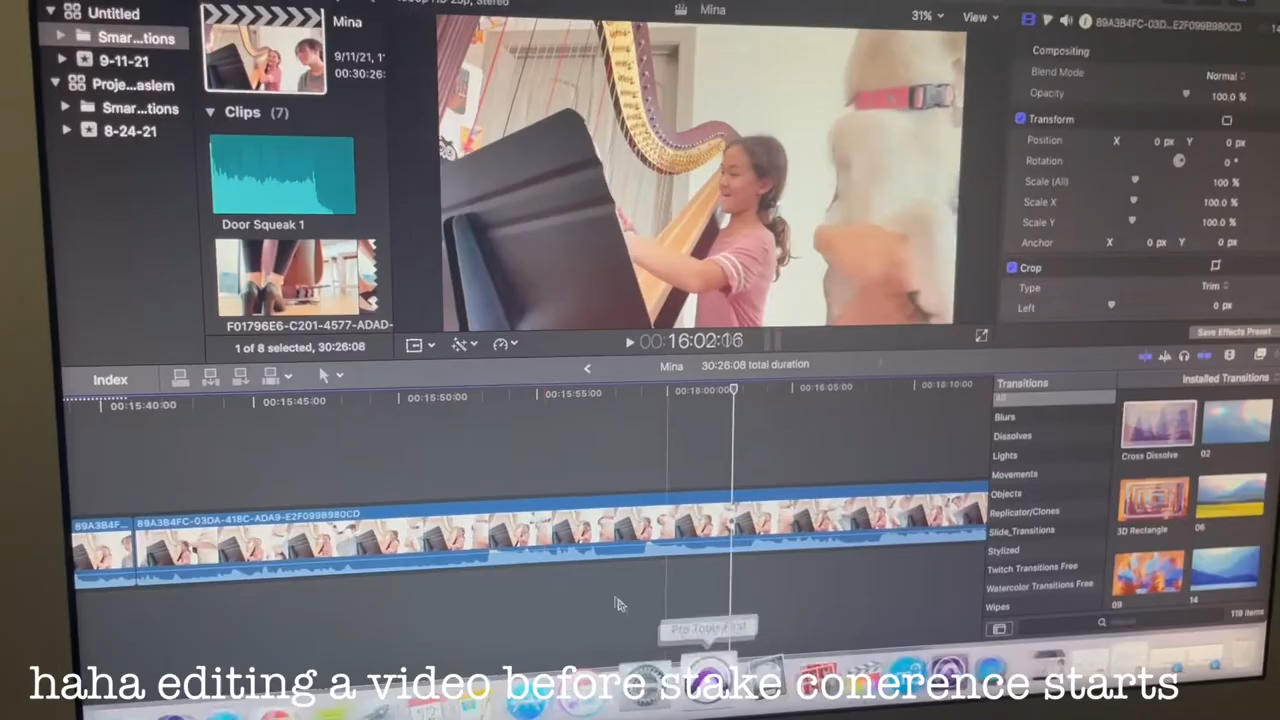 Untitled
Smar...tions
9-11-21
Proje...aslem
Smar...tions
8-24-21
Mina
9/11/21, 1
00:30:26:
Clips (7)
Door Squeak 1
F01796E6-C201-4577-ADAD-
1 of 8 selected, 30:26:08
Mina
31%
View
00:16:02:16
89A3B4FC-03D...E2F099B980CD
Compositing
Blend Mode
Normal
Opacity
100.0 %
Transform
Position
X
0 px
Y
0 px
Rotation
0 °
Scale (All)
100 %
Scale X
100.0 %
Scale Y
100.0 %
Anchor
X
0 px
Y
0 px
Crop
Type
Trim
Left
0 px
Save Effects Preset
Index
Mina
30:26:08 total duration
00:15:40:00
00:15:45:00
00:15:50:00
00:15:55:00
00:16:00:00
00:16:05:00
00:16:10:00
89A3B4F...
89A3B4FC-03DA-418C-ADA9-E2F099B980CD
Transitions
Installed Transitions
All
Blurs
Dissolves
Lights
Movements
Objects
Replicator/Clones
Slide_Transitions
Stylized
Twitch Transitions Free
Watercolor Transitions Free
Wipes
Cross Dissolve
02
3D Rectangle
06
09
14
119 items
haha editing a video before stake conerence starts